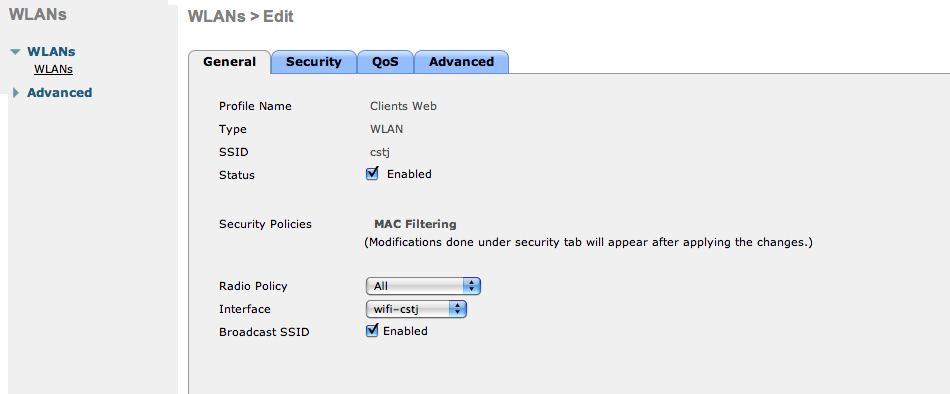 WLANs
WLANs
WLANs
Advanced
WLANs > Edit
General Security QoS Advanced
Profile Name Clients Web
Type WLAN
SSID cstj
Status Enabled
Security Policies MAC Filtering
(Modifications done under security tab will appear after applying the changes.)
Radio Policy All
Interface wifi-cstj
Broadcast SSID Enabled